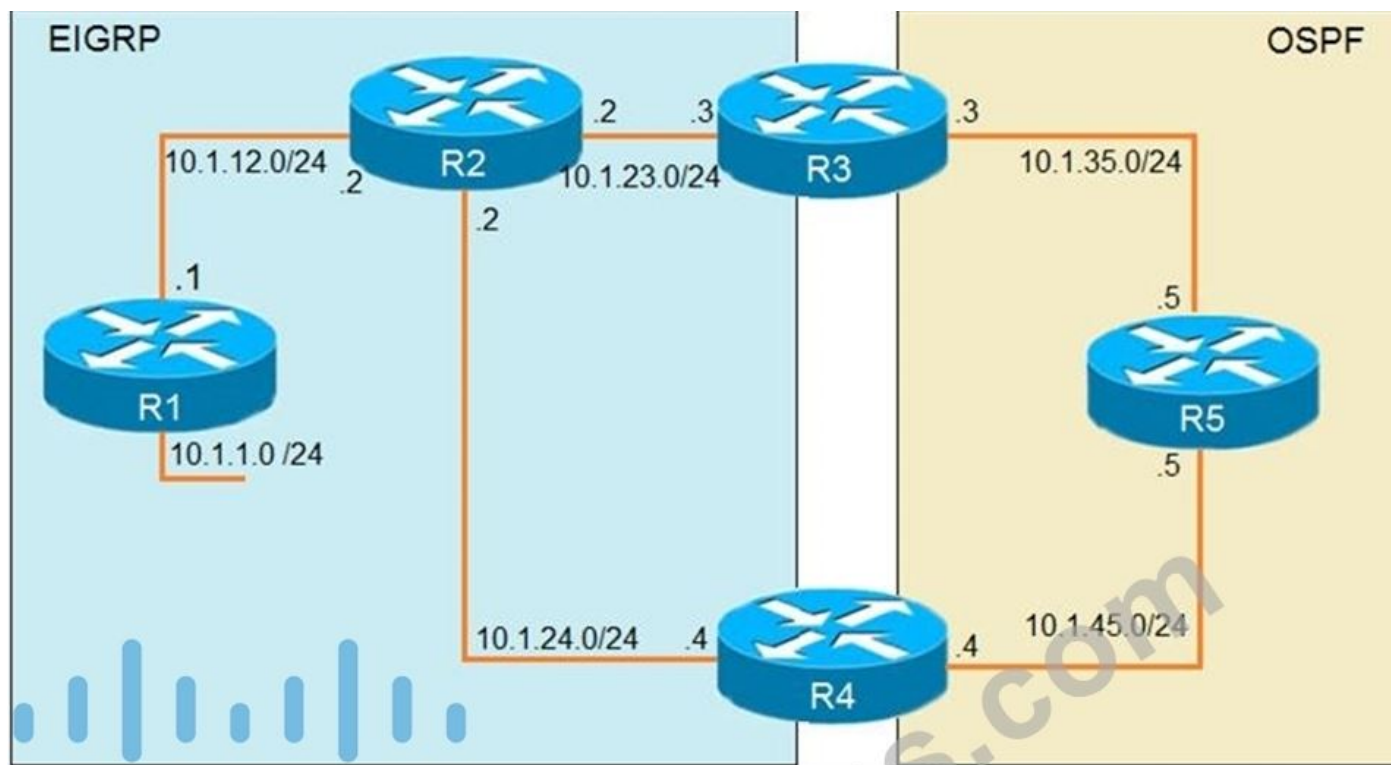 EIGRP
OSPF
.2
.3
.3
R2
R3
10.1.12.0/24
.2
10.1.23.0/24
10.1.35.0/24
.2
.1
.5
R1
R5
10.1.1.0 /24
.5
10.1.24.0/24
.4
10.1.45.0/24
.4
R4
s.com